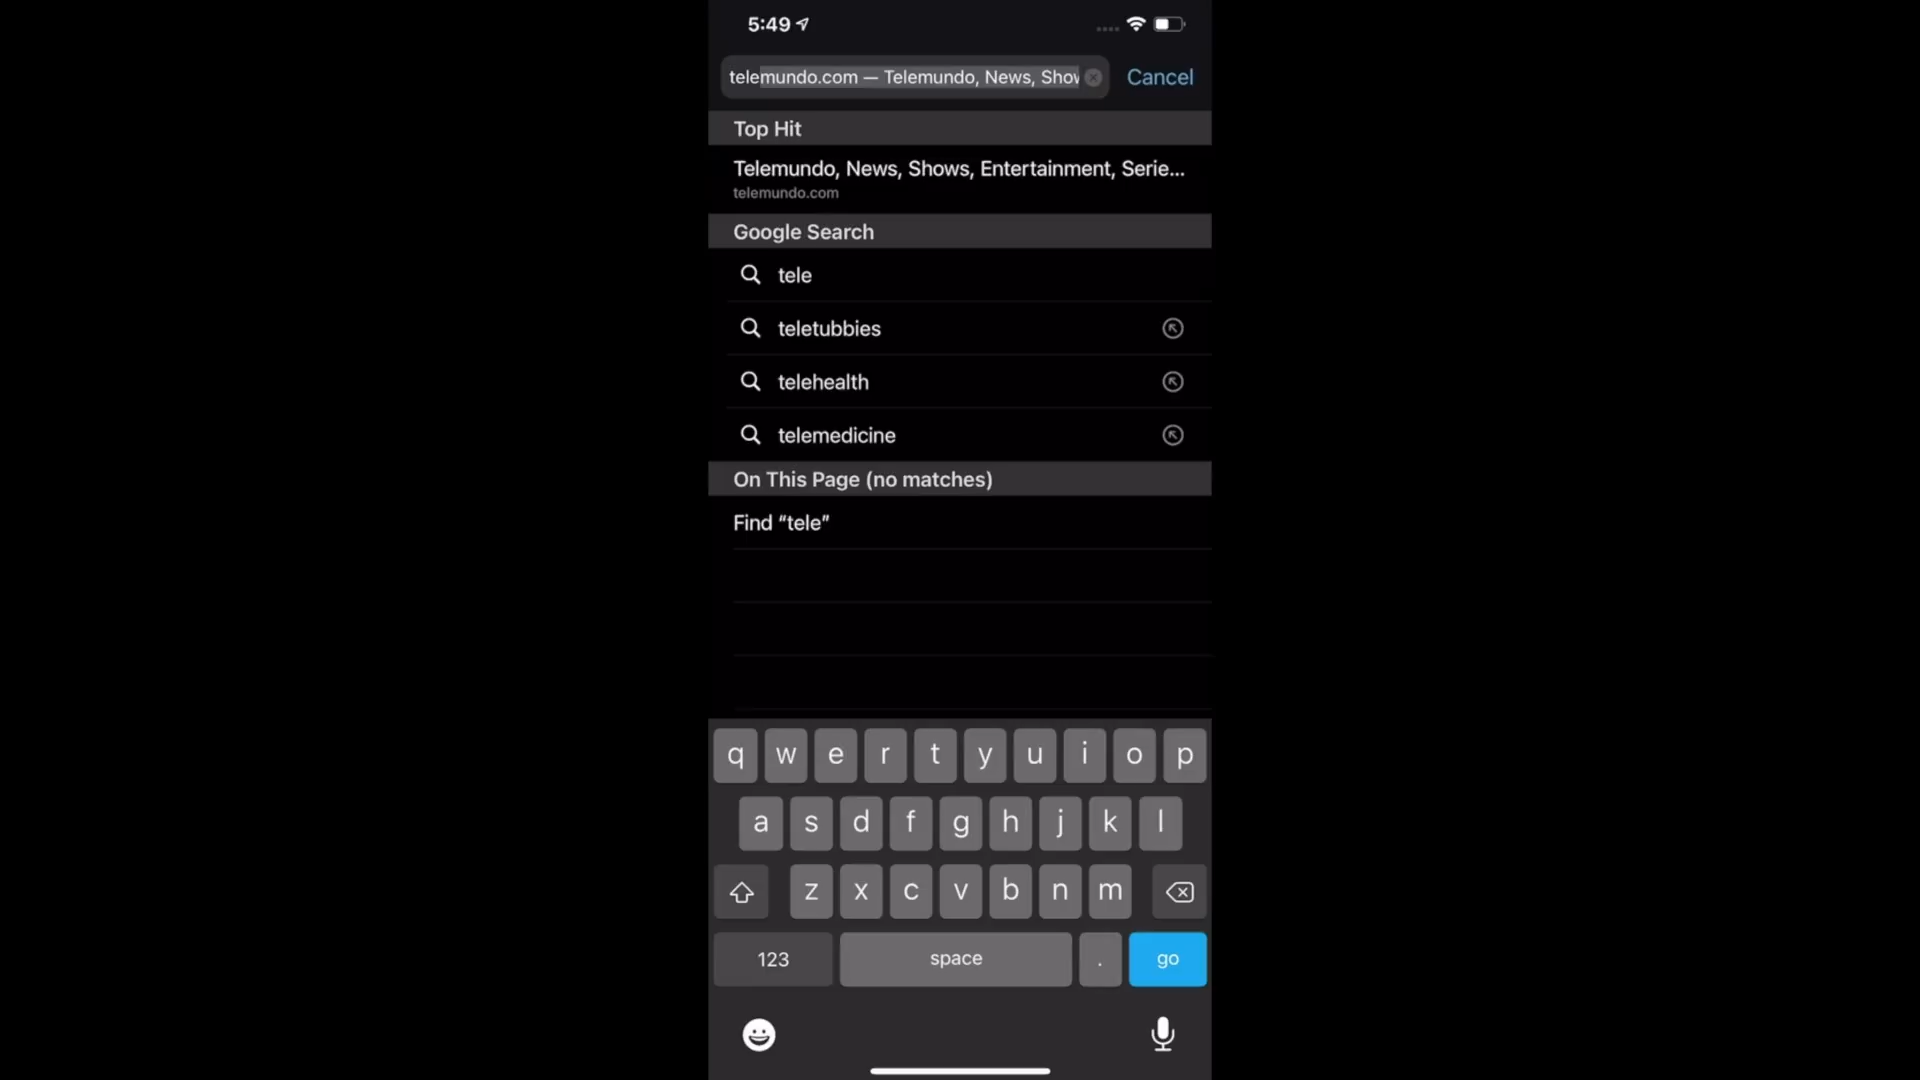 5:49
telemundo.com — Telemundo, News, Show
Cancel
Top Hit
Telemundo, News, Shows, Entertainment, Serie...
telemundo.com
Google Search
tele
teletubbies
telehealth
telemedicine
On This Page (no matches)
Find “tele”
q w e r t y u i o p
a s d f g h j k l
z x c v b n m
123 space . go